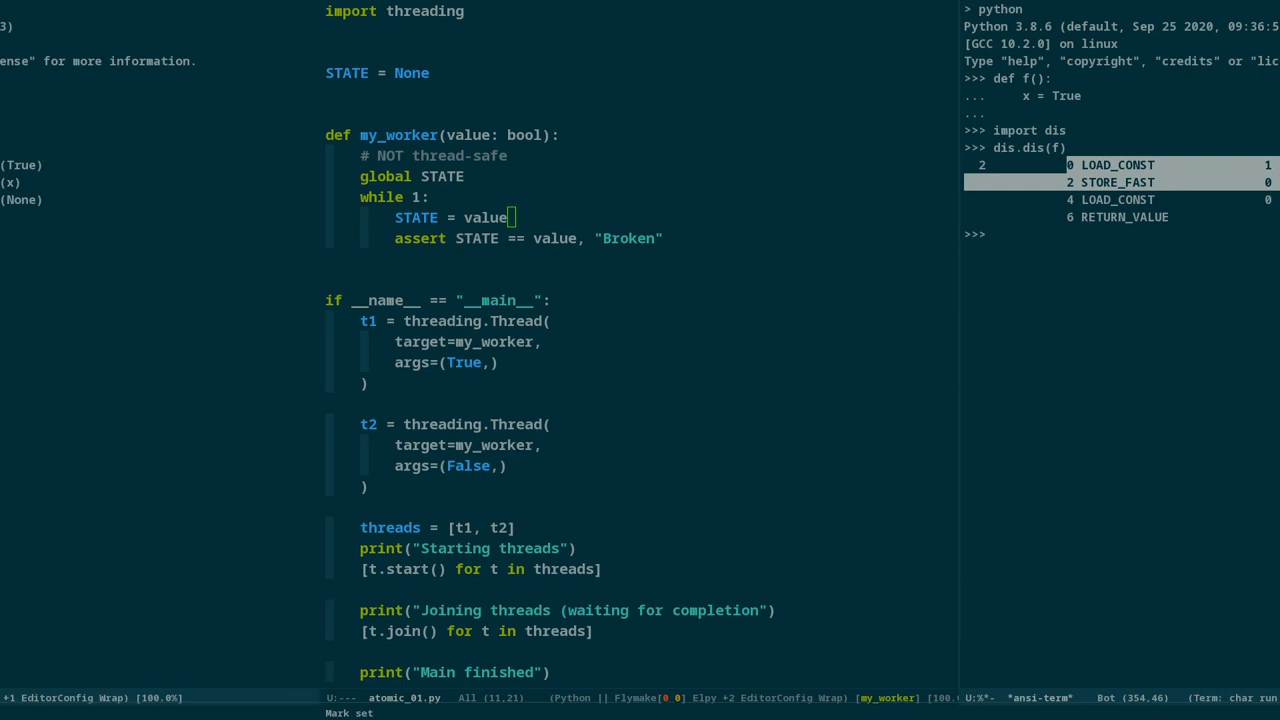 3)
ense" for more information.
(True)
(x)
(None)
+1 EditorConfig Wrap) [100.0%]
import threading
STATE = None
def my_worker(value: bool):
    # NOT thread-safe
    global STATE
    while 1:
        STATE = value
        assert STATE == value, "Broken"
if __name__ == "__main__":
    t1 = threading.Thread(
        target=my_worker,
        args=(True,)
    )
    t2 = threading.Thread(
        target=my_worker,
        args=(False,)
    )
    threads = [t1, t2]
    print("Starting threads")
    [t.start() for t in threads]
    print("Joining threads (waiting for completion")
    [t.join() for t in threads]
    print("Main finished")
U:--- atomic_01.py All (11,21) (Python || Flymake[0 0] Elpy +2 EditorConfig Wrap) [my_worker] [100.
Mark set
> python
Python 3.8.6 (default, Sep 25 2020, 09:36:5
[GCC 10.2.0] on linux
Type "help", "copyright", "credits" or "lic
>>> def f():
...     x = True
...
>>> import dis
>>> dis.dis(f)
  2           0 LOAD_CONST             1
              2 STORE_FAST             0
              4 LOAD_CONST             0
              6 RETURN_VALUE
>>>
U:%*- *ansi-term* Bot (354,46) (Term: char run